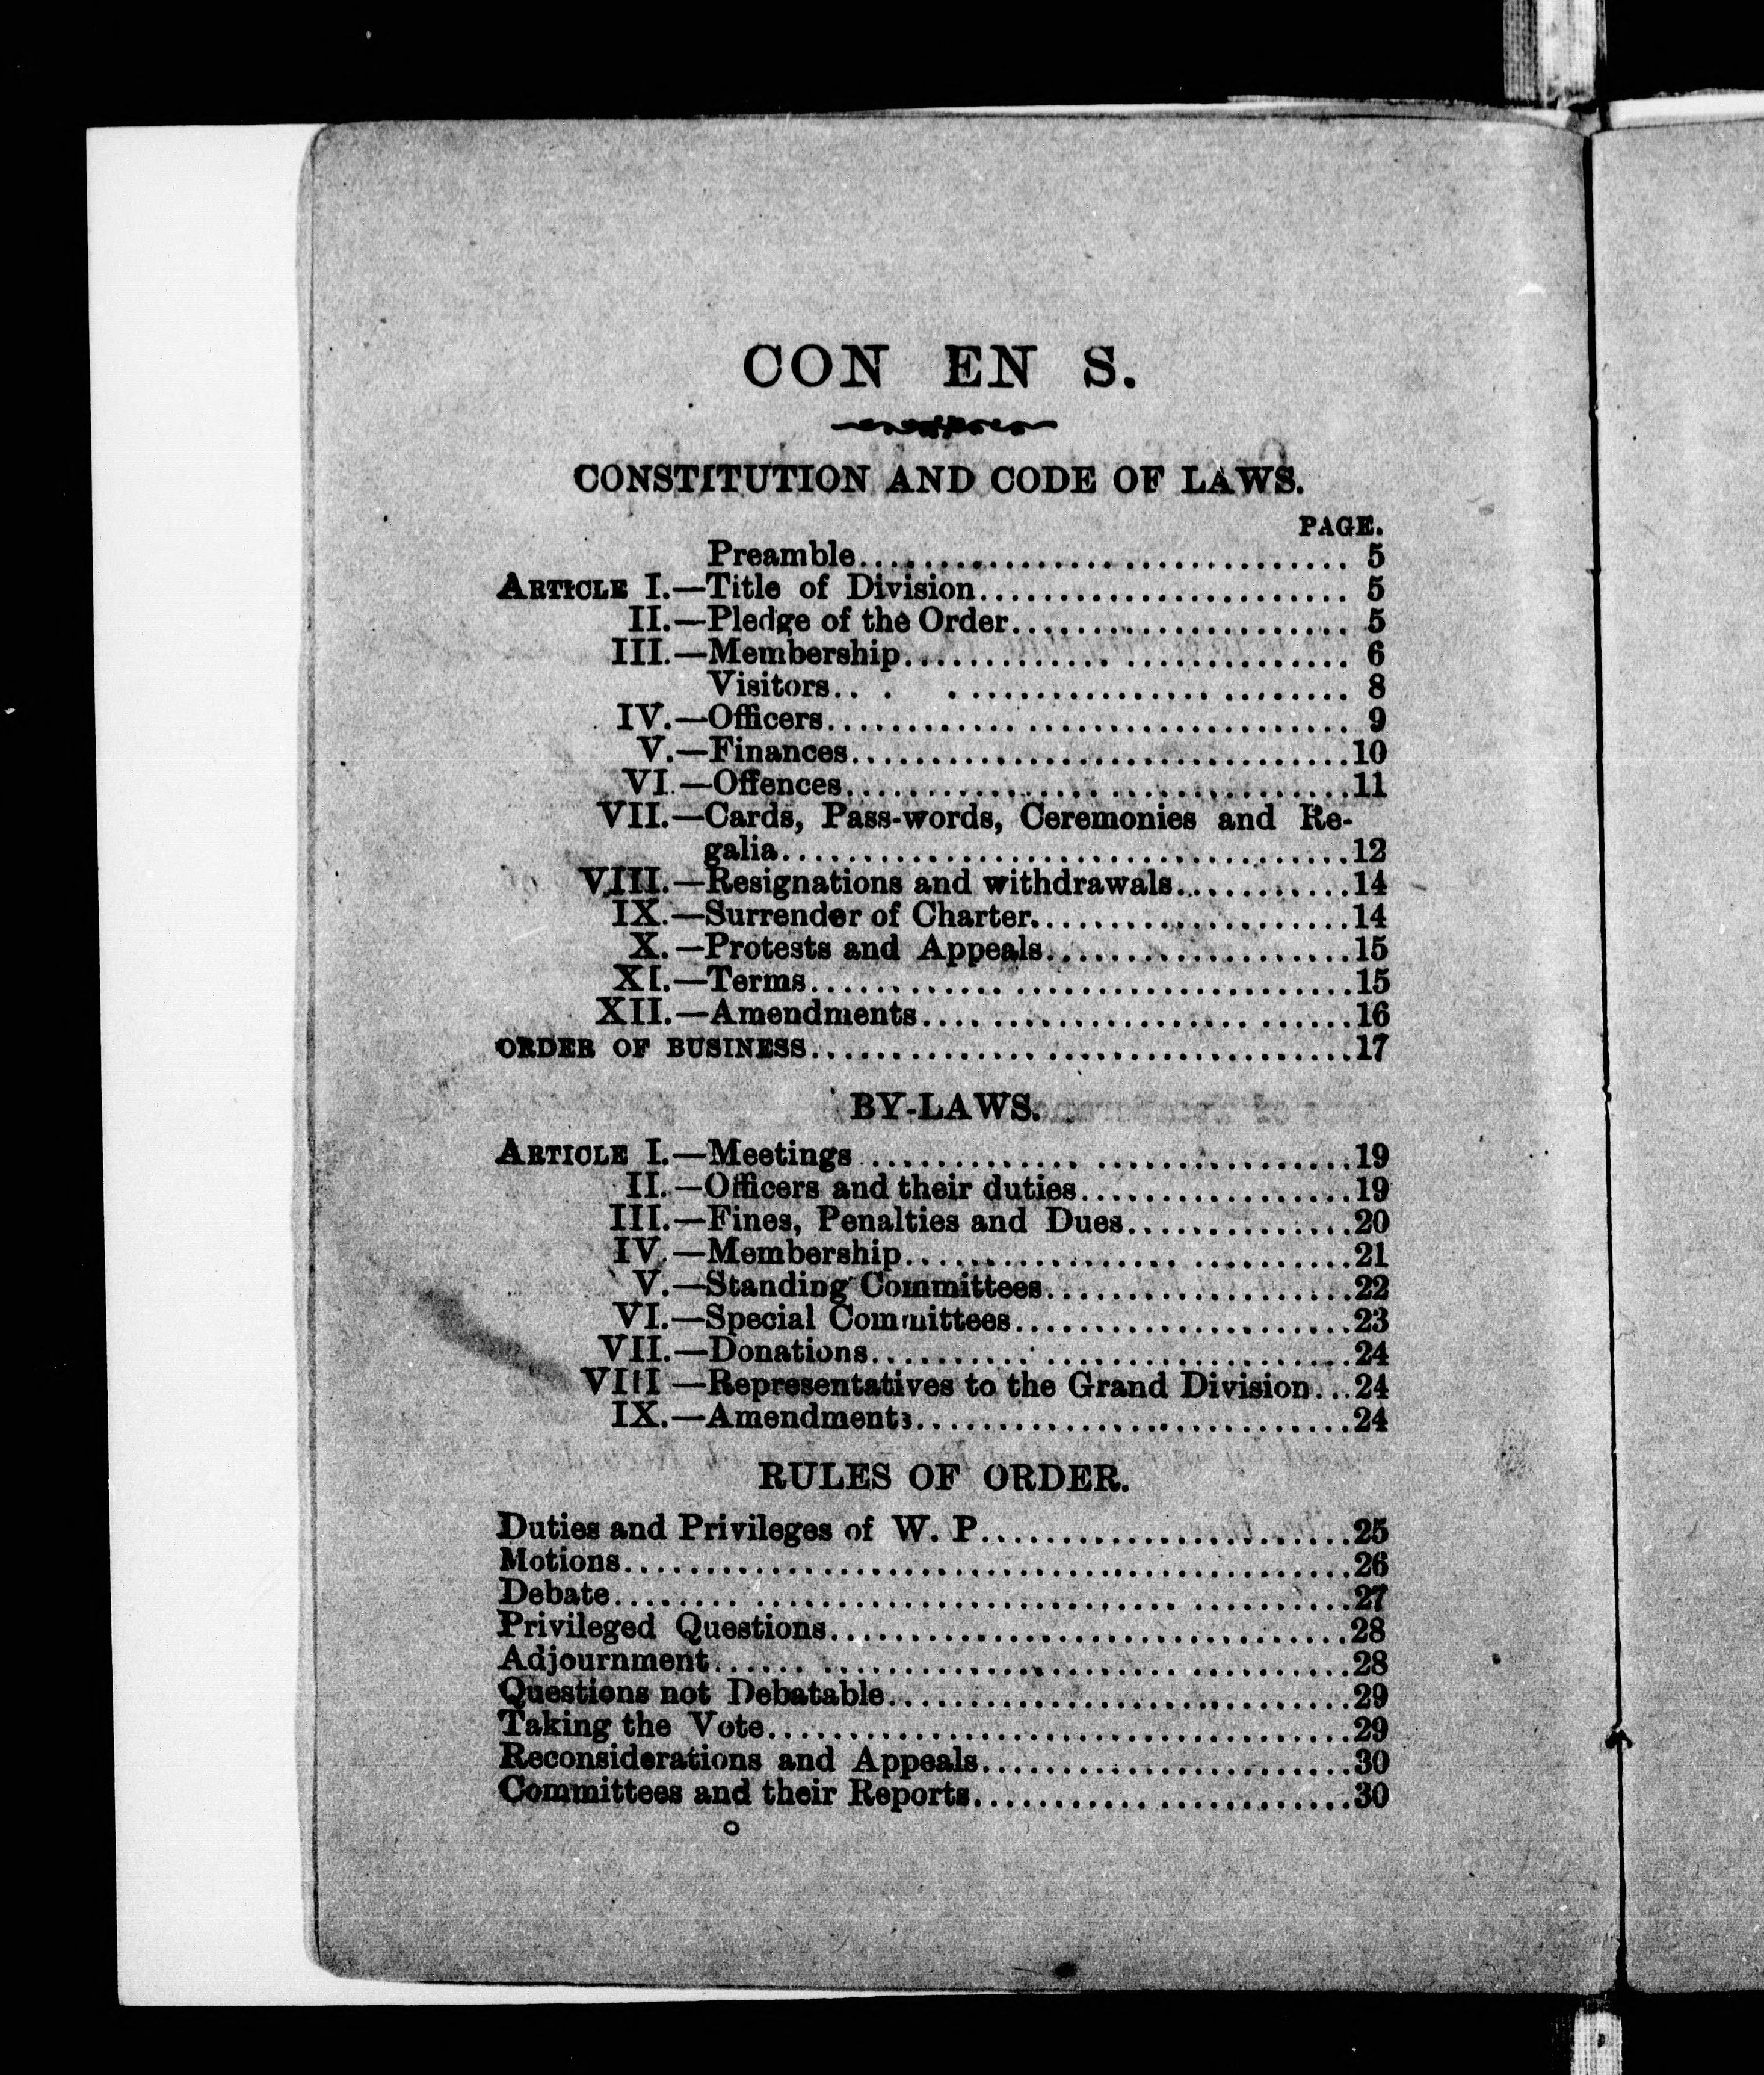 CON EN S.
CONSTITUTION AND CODE OF LAWS.
PAGE.
Preamble.................................... 5
ARTICLE I.—Title of Division........................... 5
II.—Pledge of the Order......................... 5
III.—Membership............... ................. 6
Visitors.. . . ................ ........ 8
IV.—Officers............... ........................ 9
V.—Finances.....................................10
VI.—Offences................... ..................11
VII.—Cards, Pass-words, Ceremonies and Re-
galia..........................................12
VIII.—Resignations and withdrawals.............14
IX.—Surrender of Charter........................14
X.—Protests and Appeals.......................15
XI.—Terms.............. .........................15
XII.—Amendments.... ............... .......16
ORDER OF BUSINESS................. .......................17
BY-LAWS.
ARTICLE I.—Meetings .............. ...................19
II.—Officers and their duties....................19
III.—Fines, Penalties and Dues.................20
IV.—Membership.................... ............21
V.—Standing Committees.......................22
VI.—Special Committees.........................23
VII.—Donations............ .......................24
VIII —Representatives to the Grand Division...24
IX.—Amendments................................24
RULES OF ORDER.
Duties and Privileges of W. P............................25
Motions......................................................26
Debate.......... ............................... ............27
Privileged Questions.......................................28
Adjournment....... .......................... ............28
Questions not Debatable..................................29
Taking the Vote...........................................29
Reconsiderations and Appeals............................30
Committees and their Reports............. ...............30